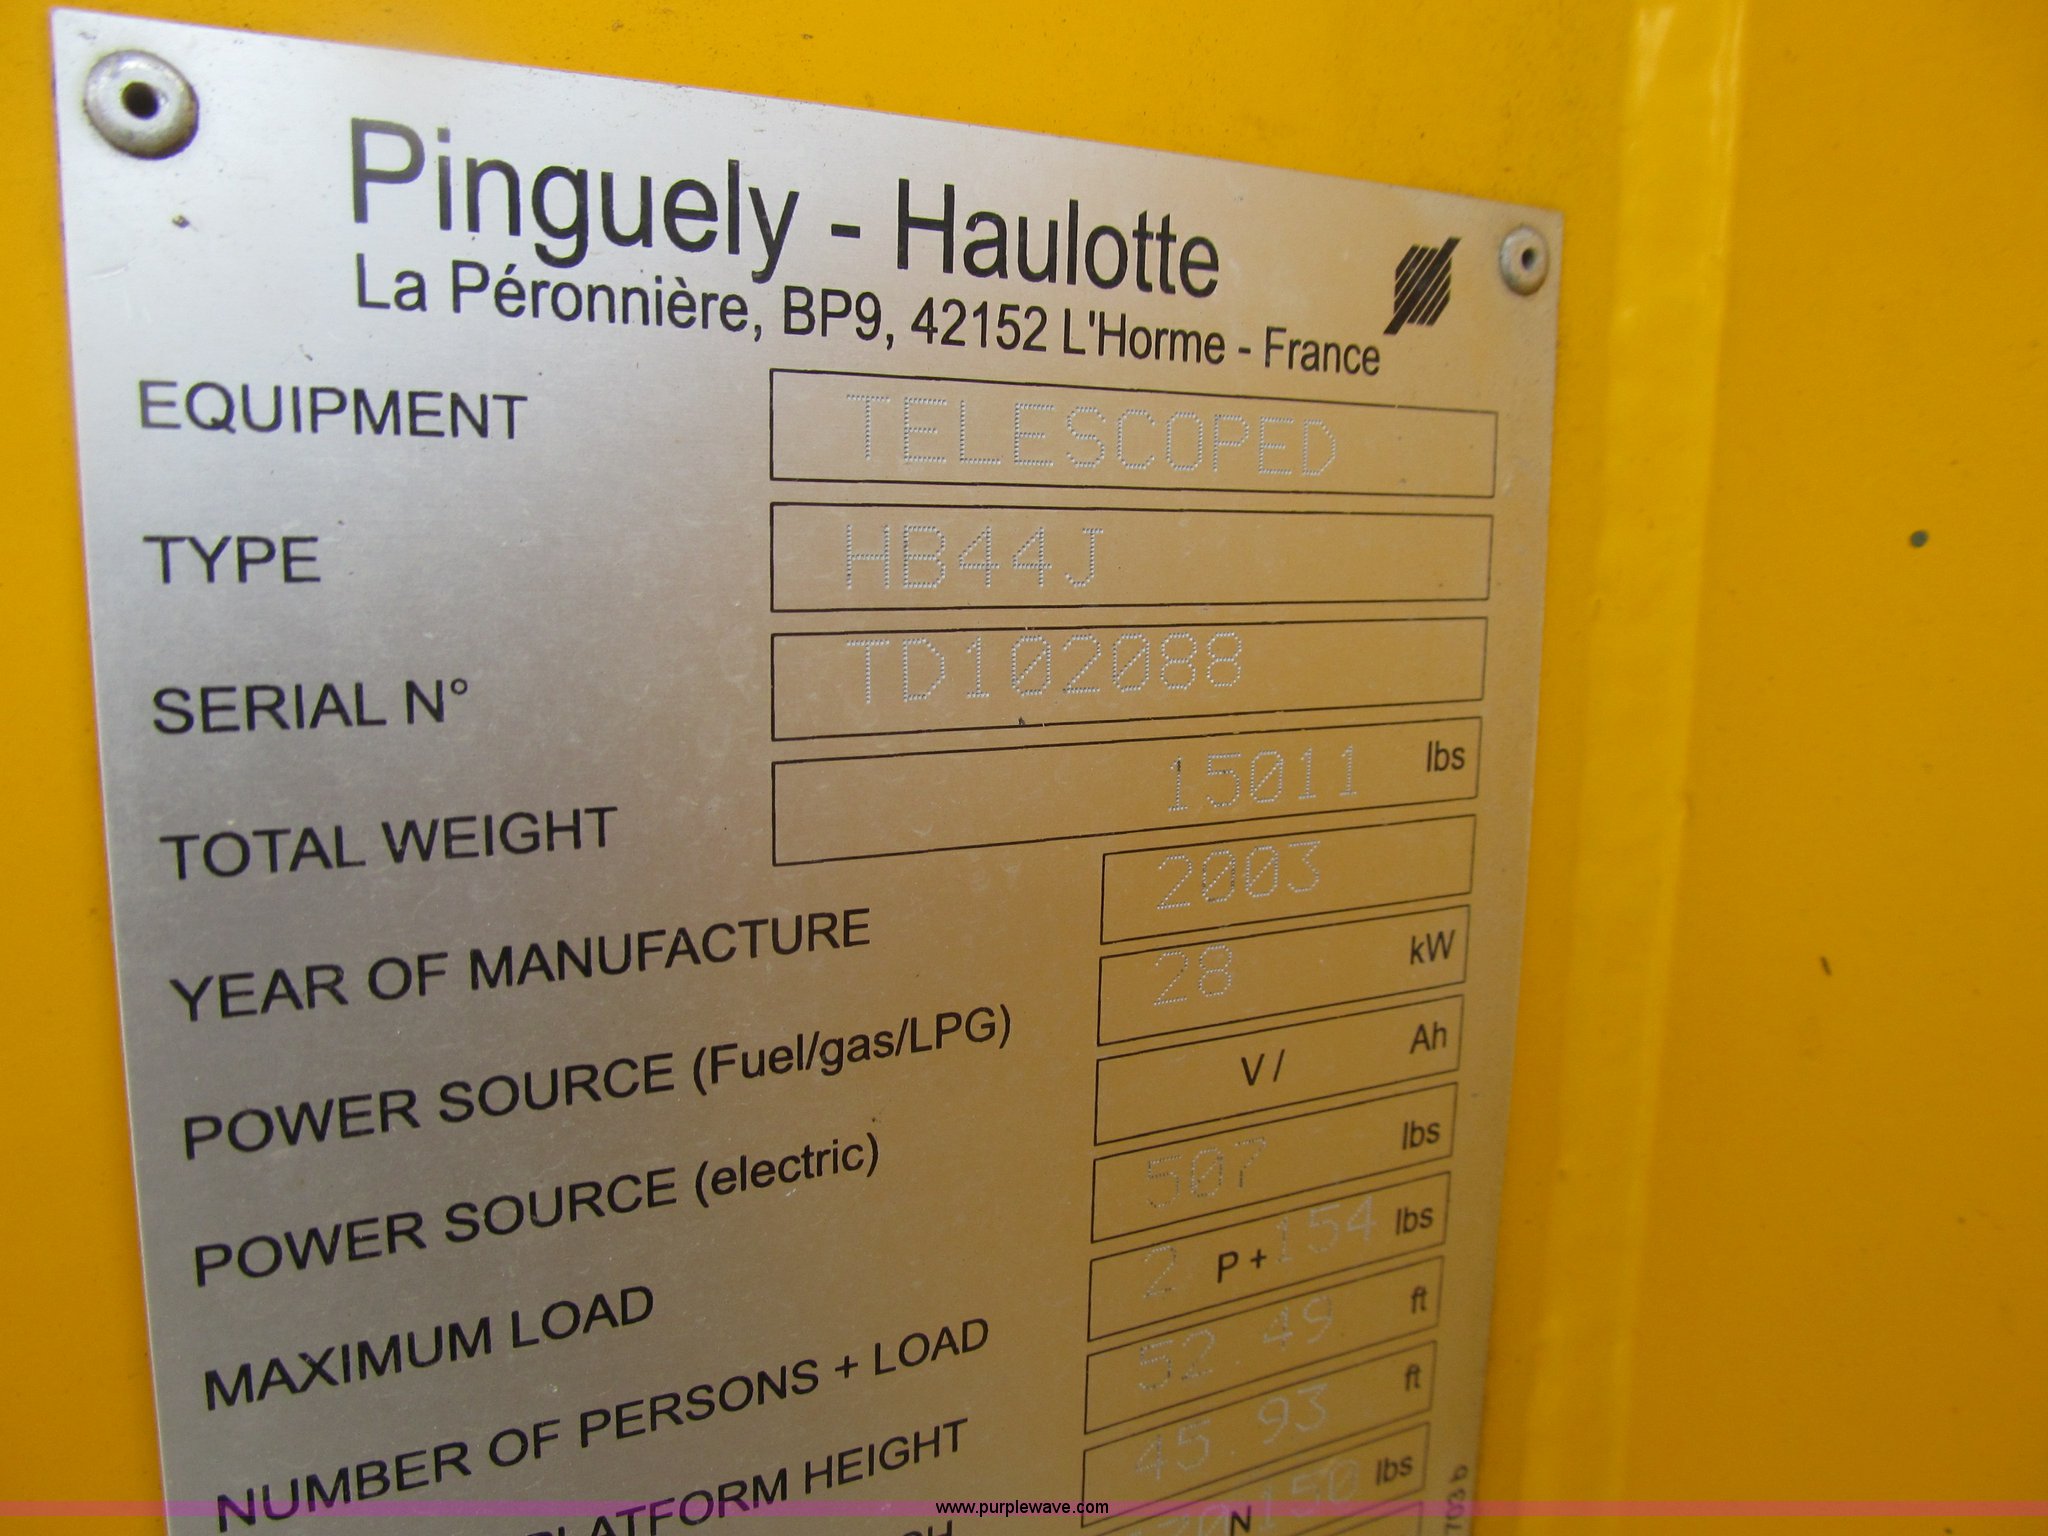 Pinguely - Haulotte
La Péronnière, BP9, 42152 L'Horme - France
EQUIPMENT TELESCOPED
TYPE HB44J
SERIAL N° TD102088
TOTAL WEIGHT 15011 lbs
YEAR OF MANUFACTURE 2003
POWER SOURCE (Fuel/gas/LPG) 28 kW
POWER SOURCE (electric) V / Ah
MAXIMUM LOAD 507 lbs
NUMBER OF PERSONS + LOAD 2 P + 154 lbs
PLATFORM HEIGHT 52.49 ft
45.93 ft
N 150 lbs
www.purplewave.com